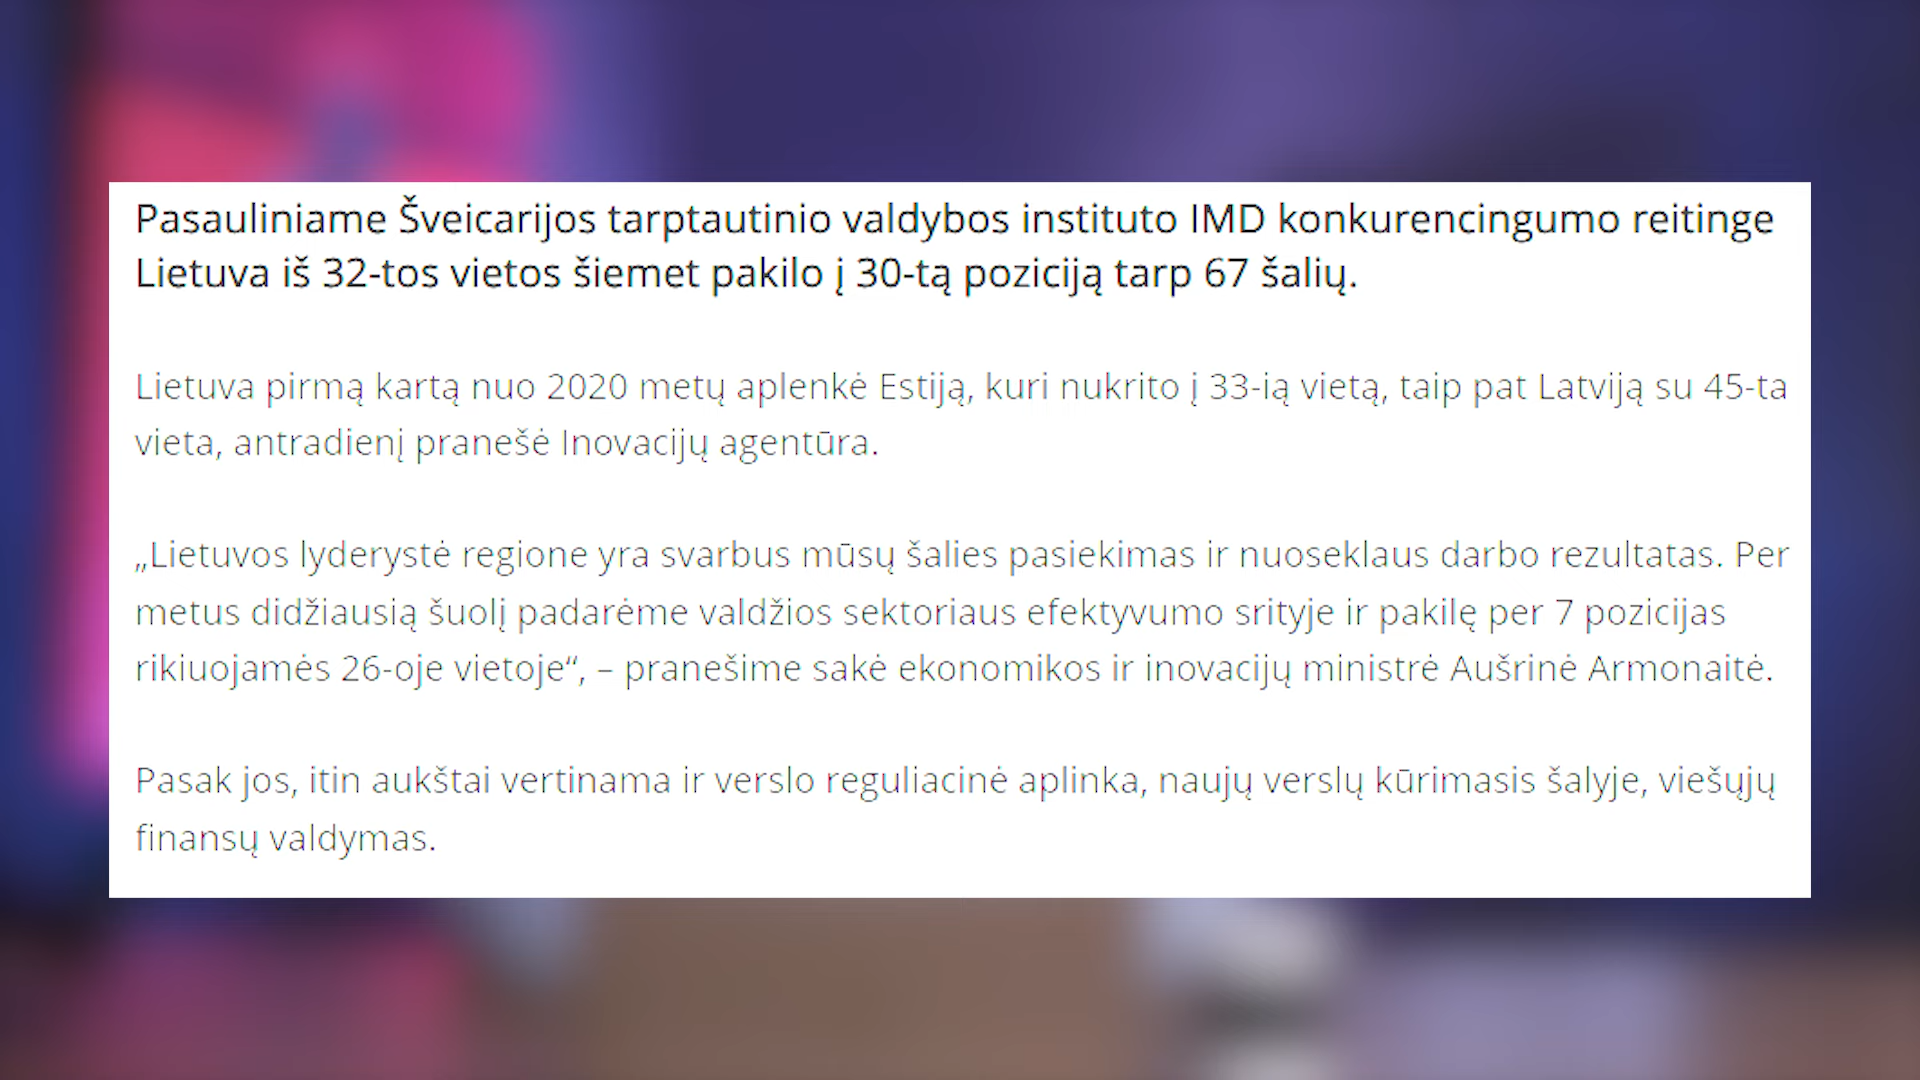 Pasauliniame Šveicarijos tarptautinio valdybos instituto IMD konkurencingumo reitinge
Lietuva iš 32-tos vietos šiemet pakilo į 30-tą poziciją tarp 67 šalių.
Lietuva pirmą kartą nuo 2020 metų aplenkė Estiją, kuri nukrito į 33-ią vietą, taip pat Latviją su 45-ta
vieta, antradienį pranešė Inovacijų agentūra.
„Lietuvos lyderystė regione yra svarbus mūsų šalies pasiekimas ir nuoseklaus darbo rezultatas. Per
metus didžiausią šuolį padarėme valdžios sektoriaus efektyvumo srityje ir pakilę per 7 pozicijas
rikiuojamės 26-oje vietoje“, – pranešime sakė ekonomikos ir inovacijų ministrė Aušrinė Armonaitė.
Pasak jos, itin aukštai vertinama ir verslo reguliacinė aplinka, naujų verslų kūrimasis šalyje, viešųjų
finansų valdymas.